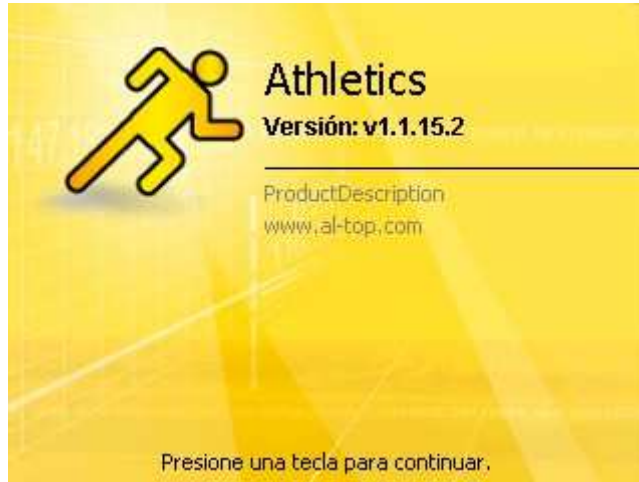 Athletics
Versión: v1.1.15.2
ProductDescription
www.al-top.com
Presione una tecla para continuar.